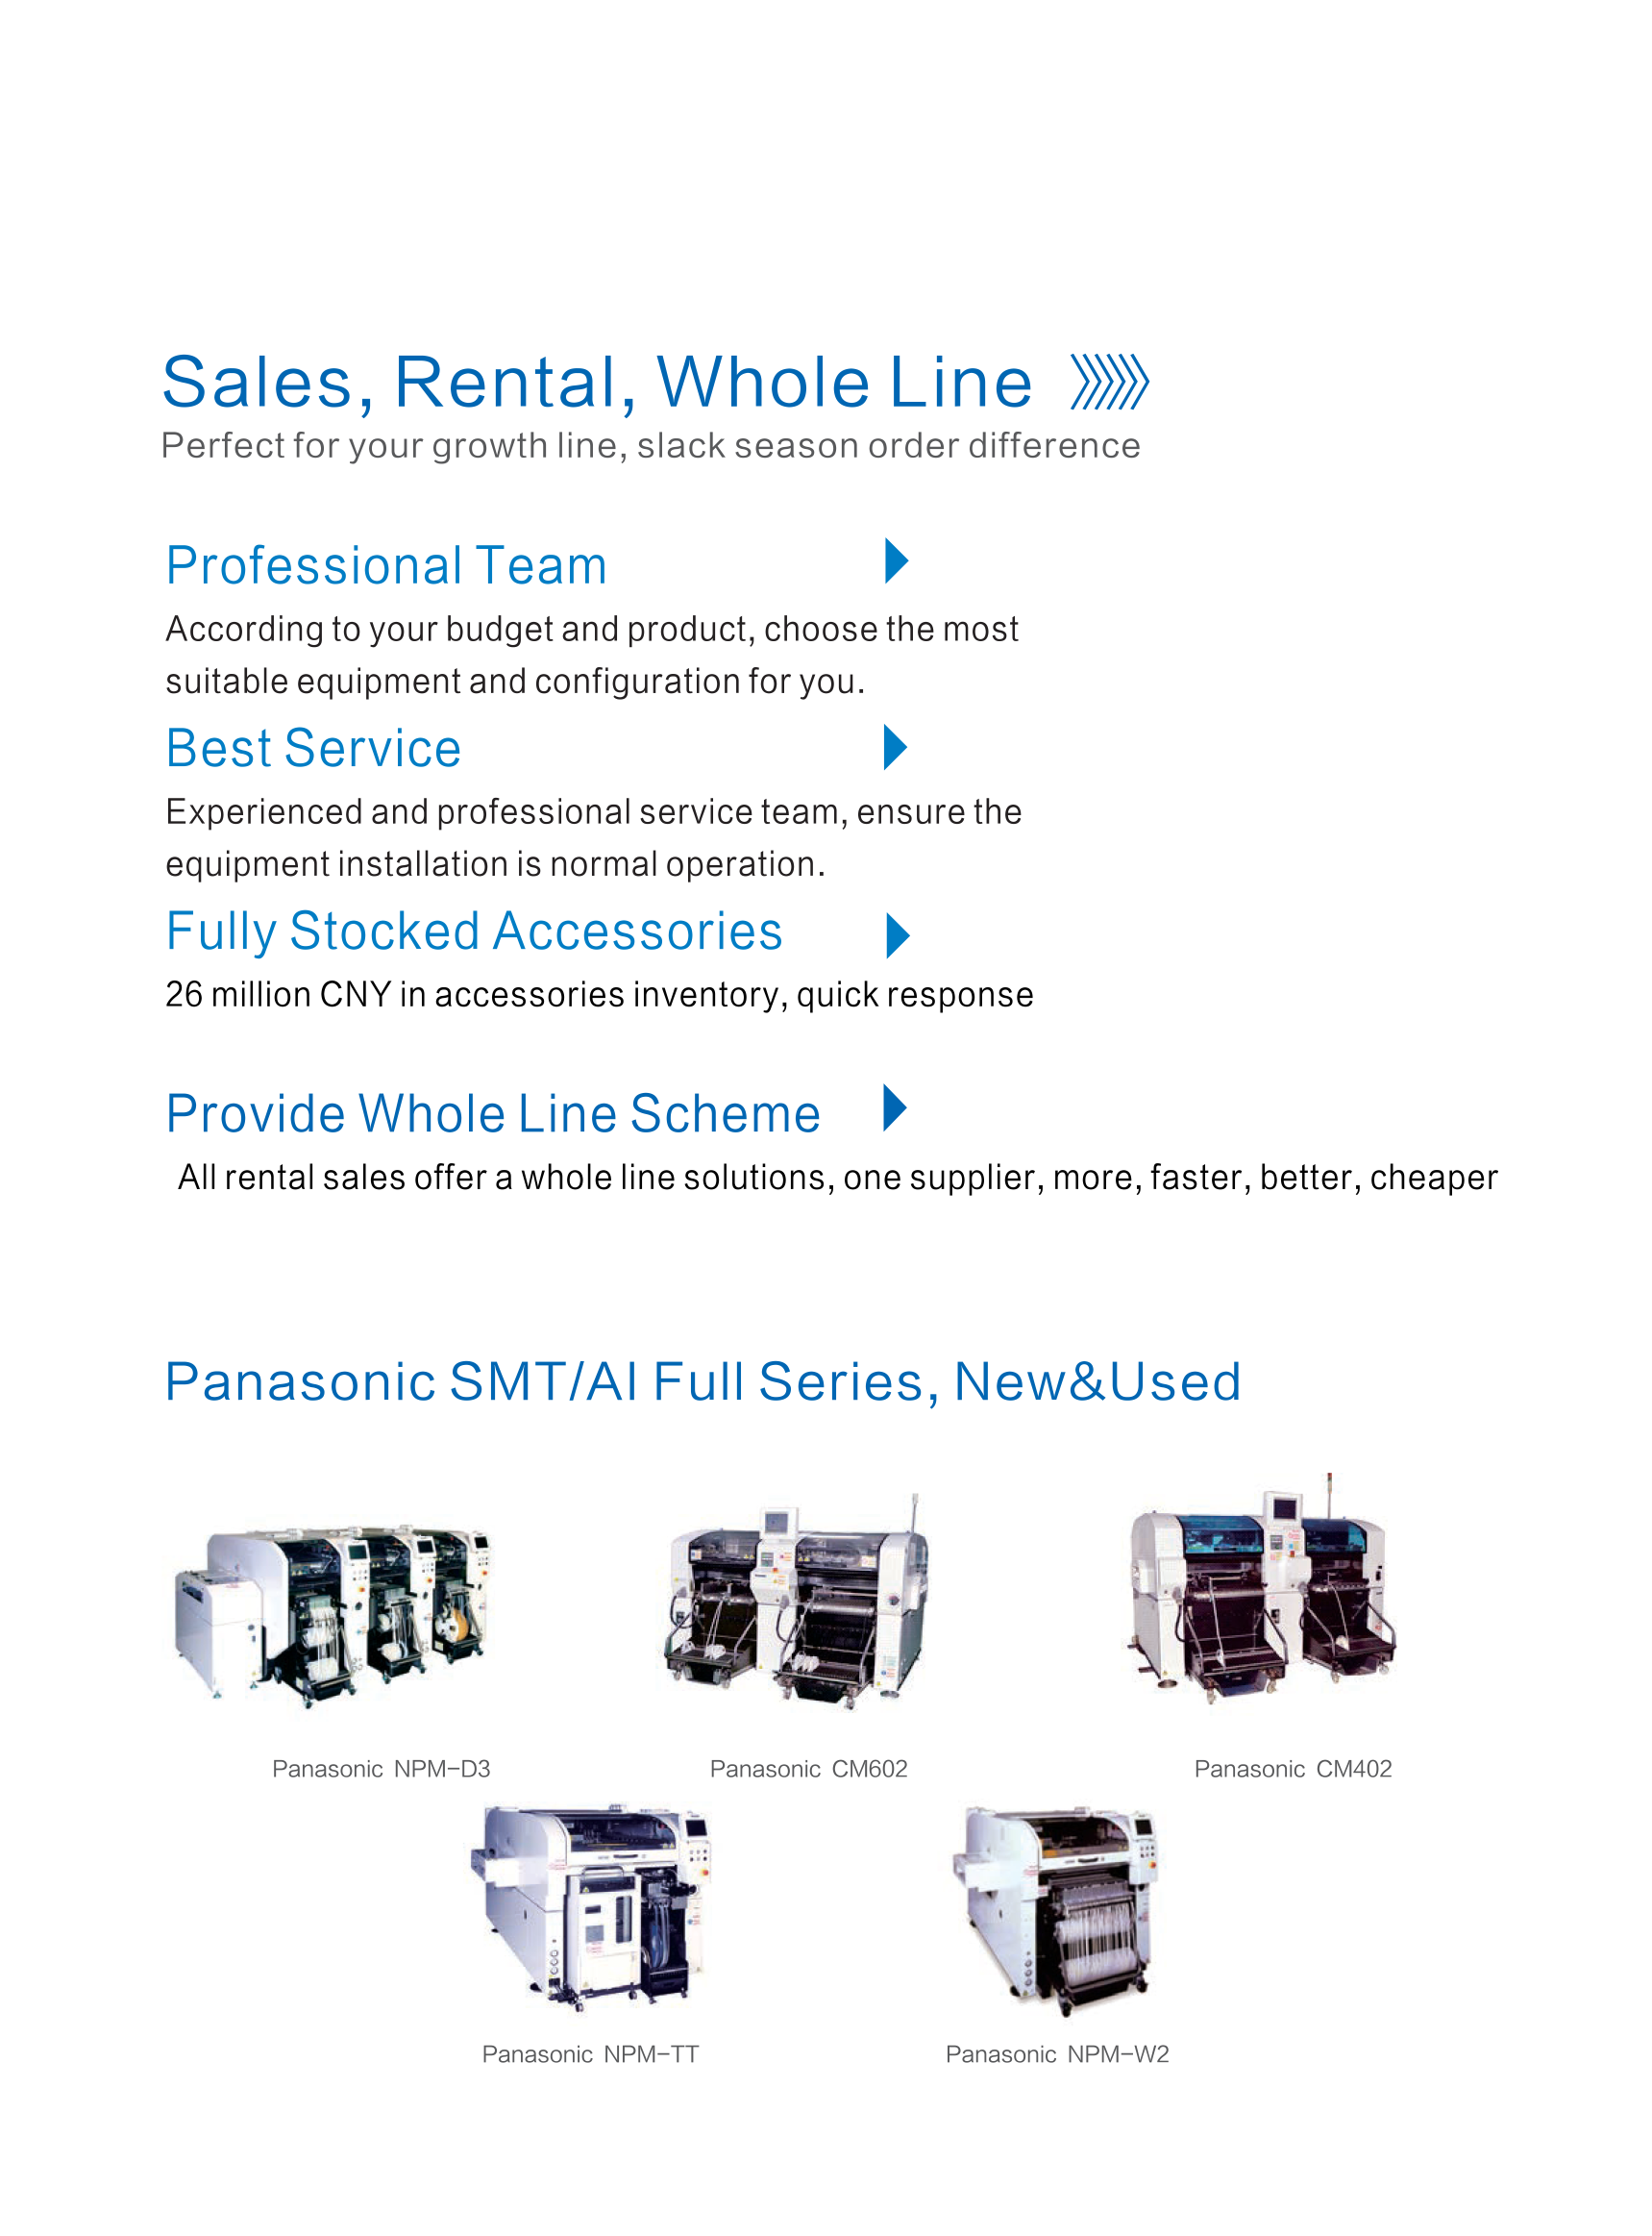 Sales, Rental, Whole Line
Perfect for your growth line, slack season order difference
Professional Team
According to your budget and product, choose the most
suitable equipment and configuration for you.
Best Service
Experienced and professional service team, ensure the
equipment installation is normal operation.
Fully Stocked Accessories
26 million CNY in accessories inventory, quick response
Provide Whole Line Scheme
All rental sales offer a whole line solutions, one supplier, more, faster, better, cheaper
Panasonic SMT/AI Full Series, New&Used
Panasonic NPM-D3
Panasonic CM602
Panasonic CM402
Panasonic NPM-TT
Panasonic NPM-W2